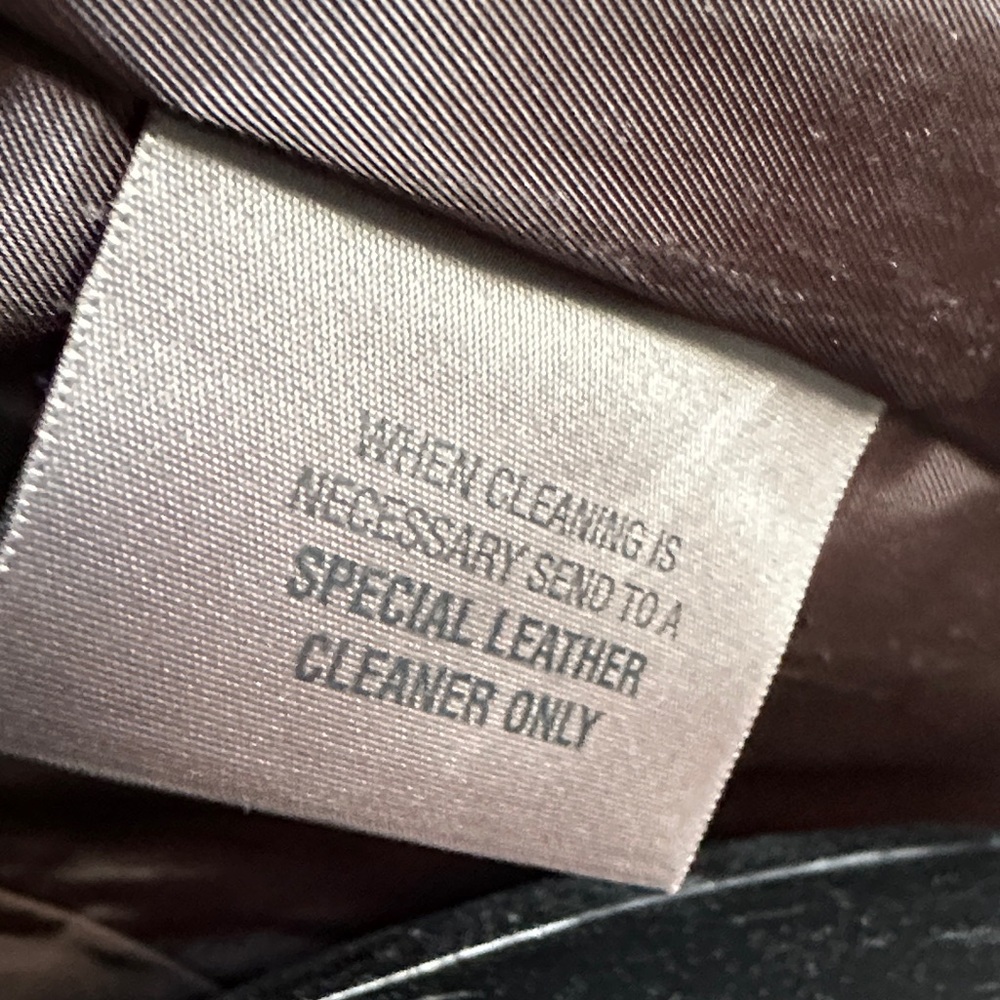 WHEN CLEANING IS
NECESSARY SEND TO A
SPECIAL LEATHER
CLEANER ONLY